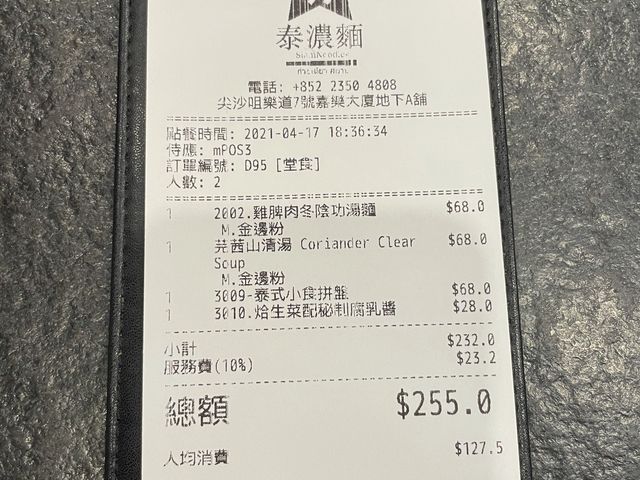 泰濃麵
SiamNoodles
電話: +852 2350 4808
尖沙咀樂道7號嘉樂大廈地下A舖
點餐時間: 2021-04-17 18:36:34
侍應: mPOS3
訂單編號: D95 [堂食]
人數: 2
1 2002.雞脾肉冬陰功湯麵 $68.0
M.金邊粉
1 芫茜山清湯 Coriander Clear $68.0
Soup
M.金邊粉
1 3009-泰式小食拼盤 $68.0
1 3010.烚生菜配秘制腐乳醬 $28.0
小計 $232.0
服務費(10%) $23.2
總額 $255.0
人均消費 $127.5